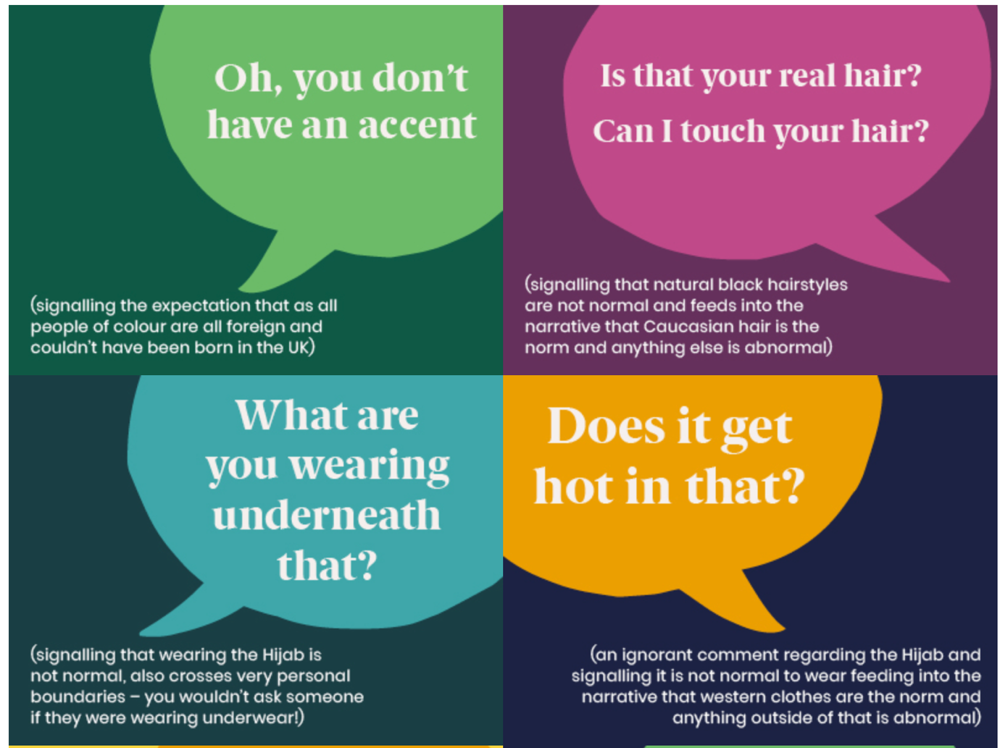 Oh, you don't
have an accent
(signalling the expectation that as all
people of colour are all foreign and
couldn't have been born in the UK)
Is that your real hair?
Can I touch your hair?
(signalling that natural black hairstyles
are not normal and feeds into the
narrative that Caucasian hair is the
norm and anything else is abnormal)
What are
you wearing
underneath
that?
(signalling that wearing the Hijab is
not normal, also crosses very personal
boundaries – you wouldn't ask someone
if they were wearing underwear!)
Does it get
hot in that?
(an ignorant comment regarding the Hijab and
signalling it is not normal to wear feeding into the
narrative that western clothes are the norm and
anything outside of that is abnormal)